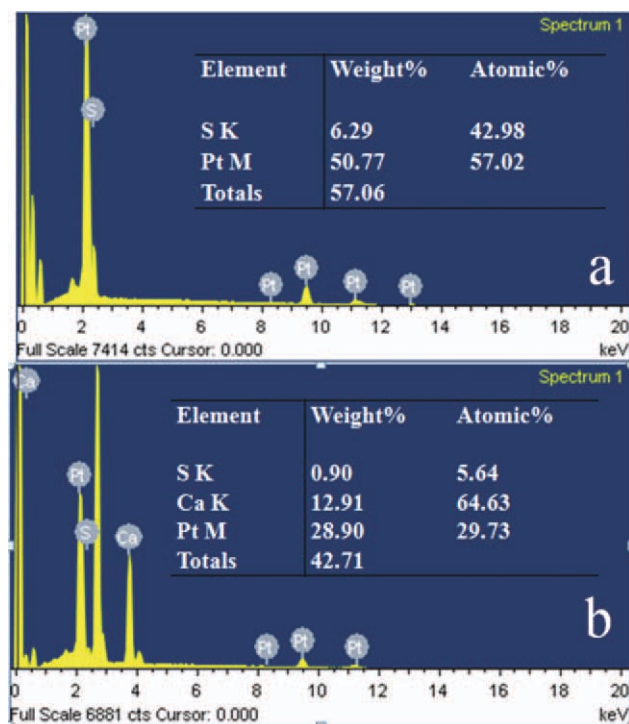 Spectrum 1
Pt
S
Element Weight% Atomic%
S K 6.29 42.98
Pt M 50.77 57.02
Totals 57.06
Pt Pt Pt Pt
a
0 2 4 6 8 10 12 14 16 18 20
Full Scale 7414 cts Cursor: 0.000 keV
Spectrum 1
Ca
Pt
S
Ca
Element Weight% Atomic%
S K 0.90 5.64
Ca K 12.91 64.63
Pt M 28.90 29.73
Totals 42.71
Pt Pt Pt
b
0 2 4 6 8 10 12 14 16 18 20
Full Scale 6881 cts Cursor: 0.000 keV